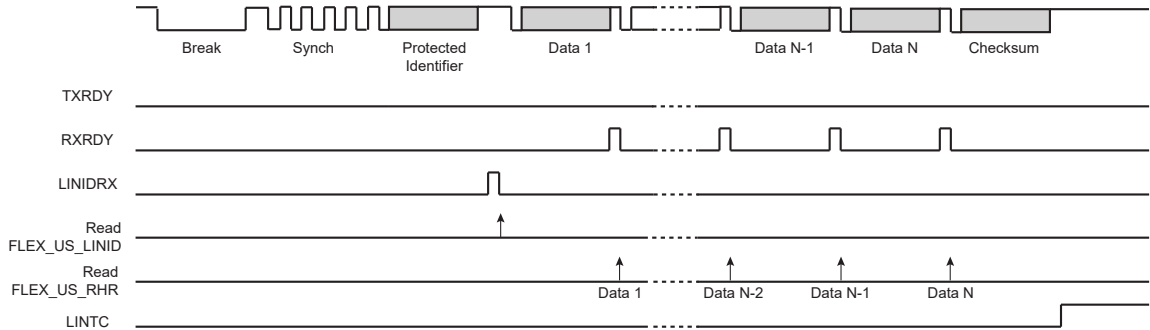 Break
Synch
Protected
Identifier
Data 1
Data N-1
Data N
Checksum
TXRDY
RXRDY
LINIDRX
Read
FLEX_US_LINID
Read
FLEX_US_RHR
Data 1
Data N-2
Data N-1
Data N
LINTC